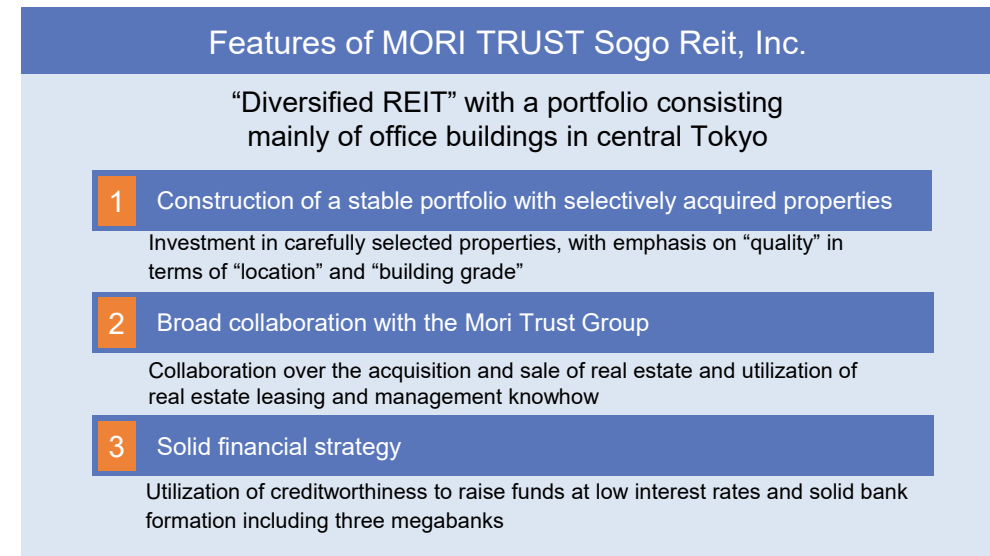 Features of MORI TRUST Sogo Reit, Inc.
“Diversified REIT” with a portfolio consisting
mainly of office buildings in central Tokyo
1 Construction of a stable portfolio with selectively acquired properties
Investment in carefully selected properties, with emphasis on “quality” in
terms of “location” and “building grade”
2 Broad collaboration with the Mori Trust Group
Collaboration over the acquisition and sale of real estate and utilization of
real estate leasing and management knowhow
3 Solid financial strategy
Utilization of creditworthiness to raise funds at low interest rates and solid bank
formation including three megabanks